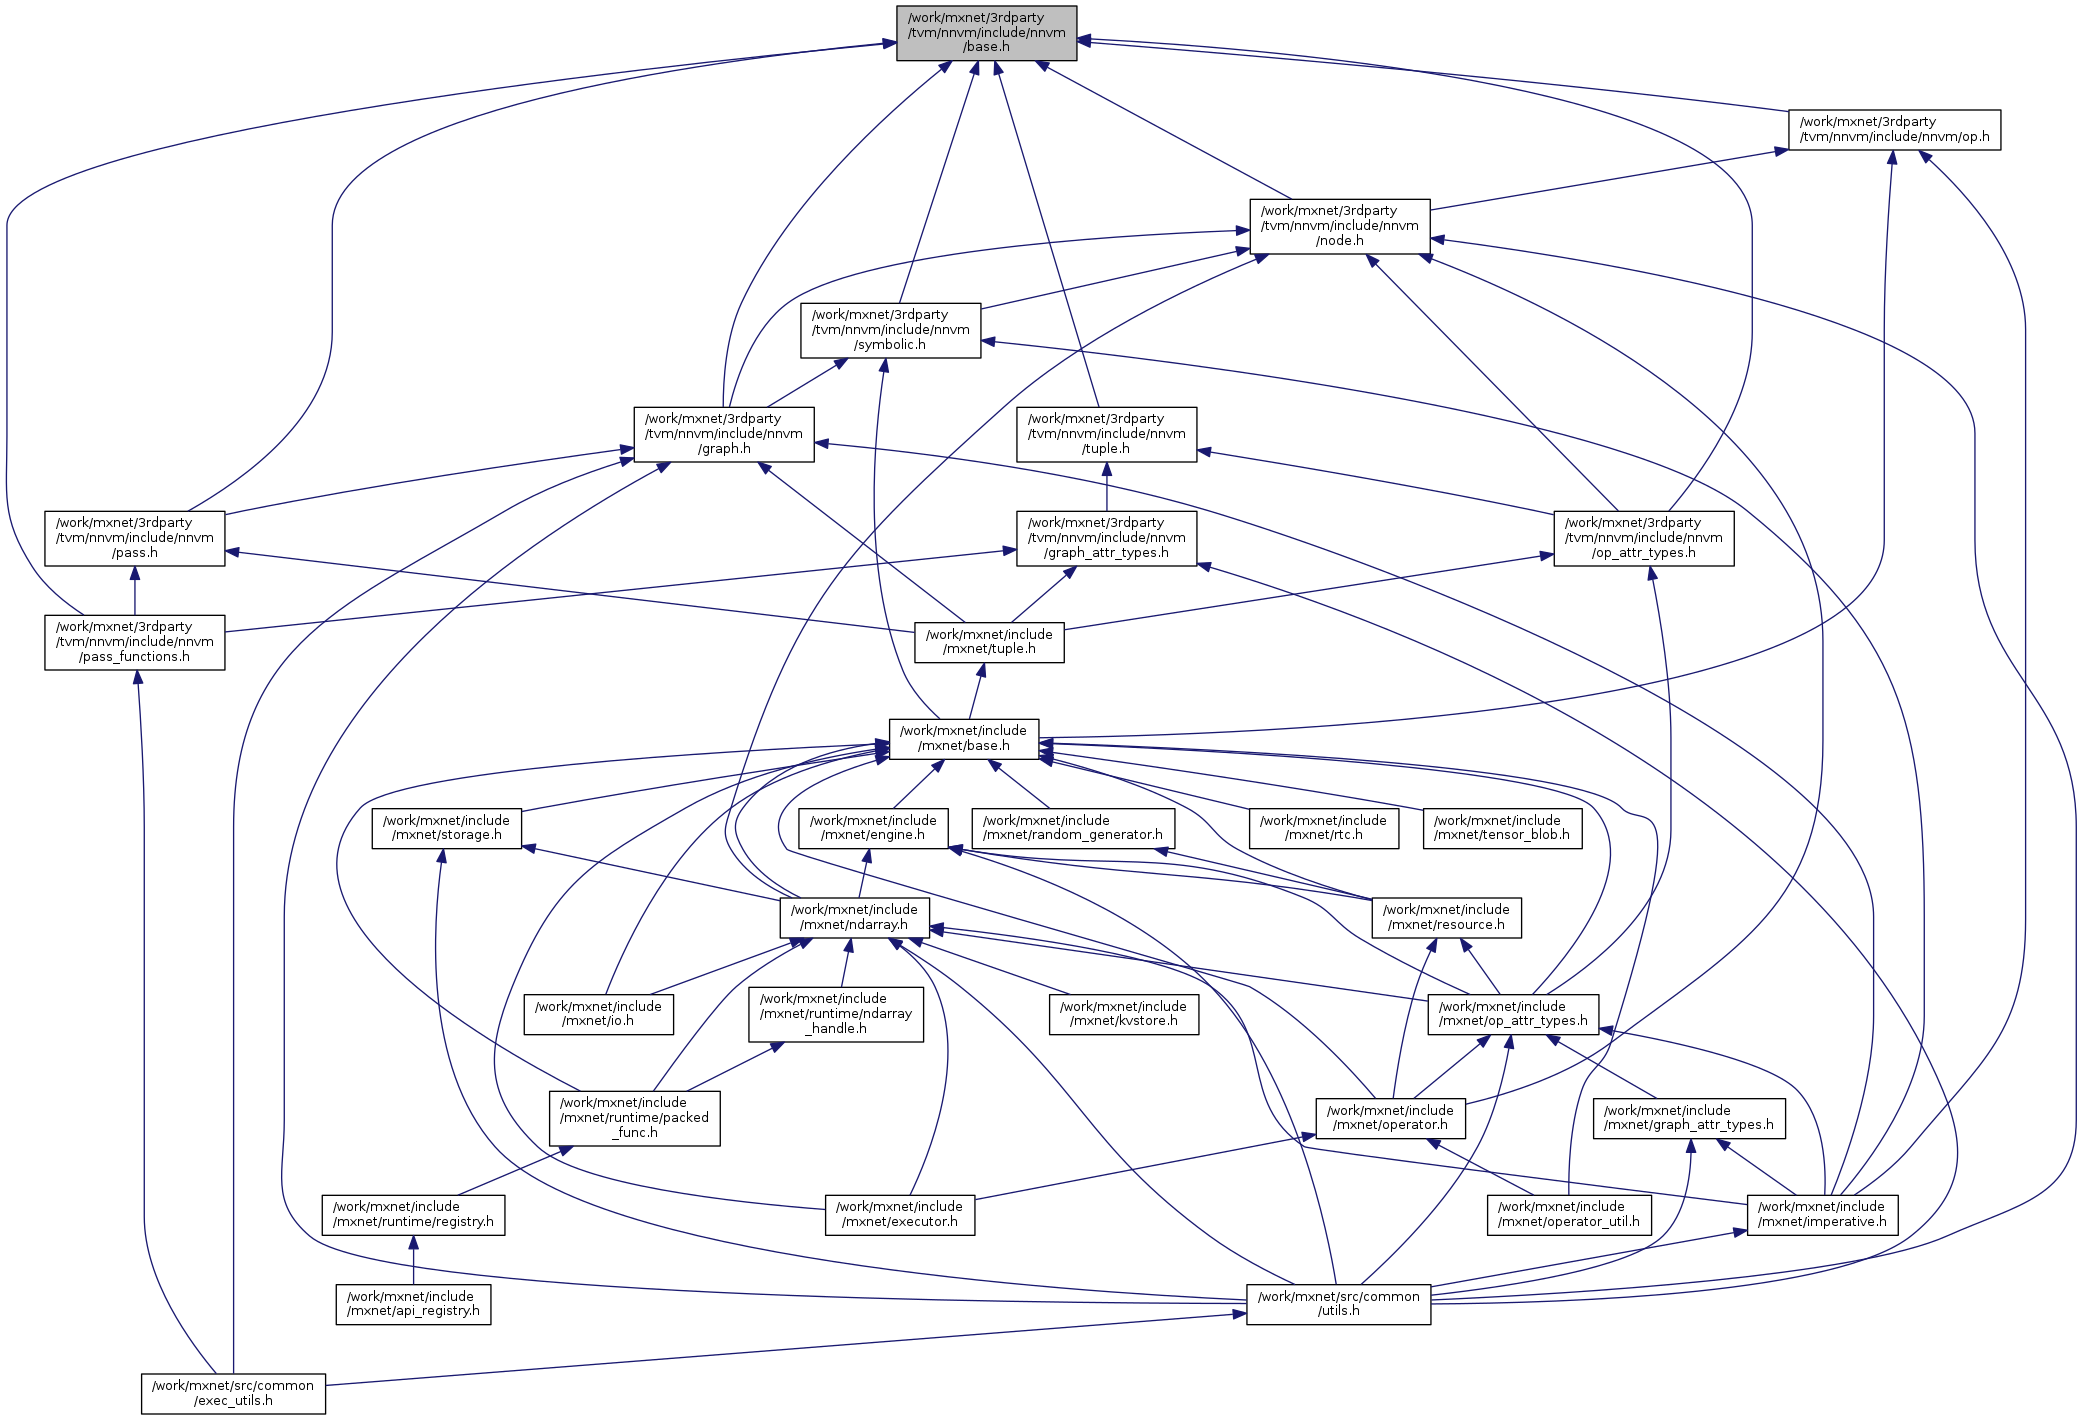 /work/mxnet/3rdparty
/tvm/nnvm/include/nnvm
/base.h
/work/mxnet/3rdparty
/tvm/nnvm/include/nnvm/op.h
/work/mxnet/3rdparty
/tvm/nnvm/include/nnvm
/node.h
/work/mxnet/3rdparty
/tvm/nnvm/include/nnvm
/symbolic.h
/work/mxnet/3rdparty
/tvm/nnvm/include/nnvm
/graph.h
/work/mxnet/3rdparty
/tvm/nnvm/include/nnvm
/tuple.h
/work/mxnet/3rdparty
/tvm/nnvm/include/nnvm
/pass.h
/work/mxnet/3rdparty
/tvm/nnvm/include/nnvm
/graph_attr_types.h
/work/mxnet/3rdparty
/tvm/nnvm/include/nnvm
/op_attr_types.h
/work/mxnet/3rdparty
/tvm/nnvm/include/nnvm
/pass_functions.h
/work/mxnet/include
/mxnet/tuple.h
/work/mxnet/include
/mxnet/base.h
/work/mxnet/include
/mxnet/storage.h
/work/mxnet/include
/mxnet/engine.h
/work/mxnet/include
/mxnet/random_generator.h
/work/mxnet/include
/mxnet/rtc.h
/work/mxnet/include
/mxnet/tensor_blob.h
/work/mxnet/include
/mxnet/ndarray.h
/work/mxnet/include
/mxnet/resource.h
/work/mxnet/include
/mxnet/io.h
/work/mxnet/include
/mxnet/runtime/ndarray
_handle.h
/work/mxnet/include
/mxnet/kvstore.h
/work/mxnet/include
/mxnet/op_attr_types.h
/work/mxnet/include
/mxnet/runtime/packed
_func.h
/work/mxnet/include
/mxnet/operator.h
/work/mxnet/include
/mxnet/graph_attr_types.h
/work/mxnet/include
/mxnet/runtime/registry.h
/work/mxnet/include
/mxnet/executor.h
/work/mxnet/include
/mxnet/operator_util.h
/work/mxnet/include
/mxnet/imperative.h
/work/mxnet/include
/mxnet/api_registry.h
/work/mxnet/src/common
/utils.h
/work/mxnet/src/common
/exec_utils.h